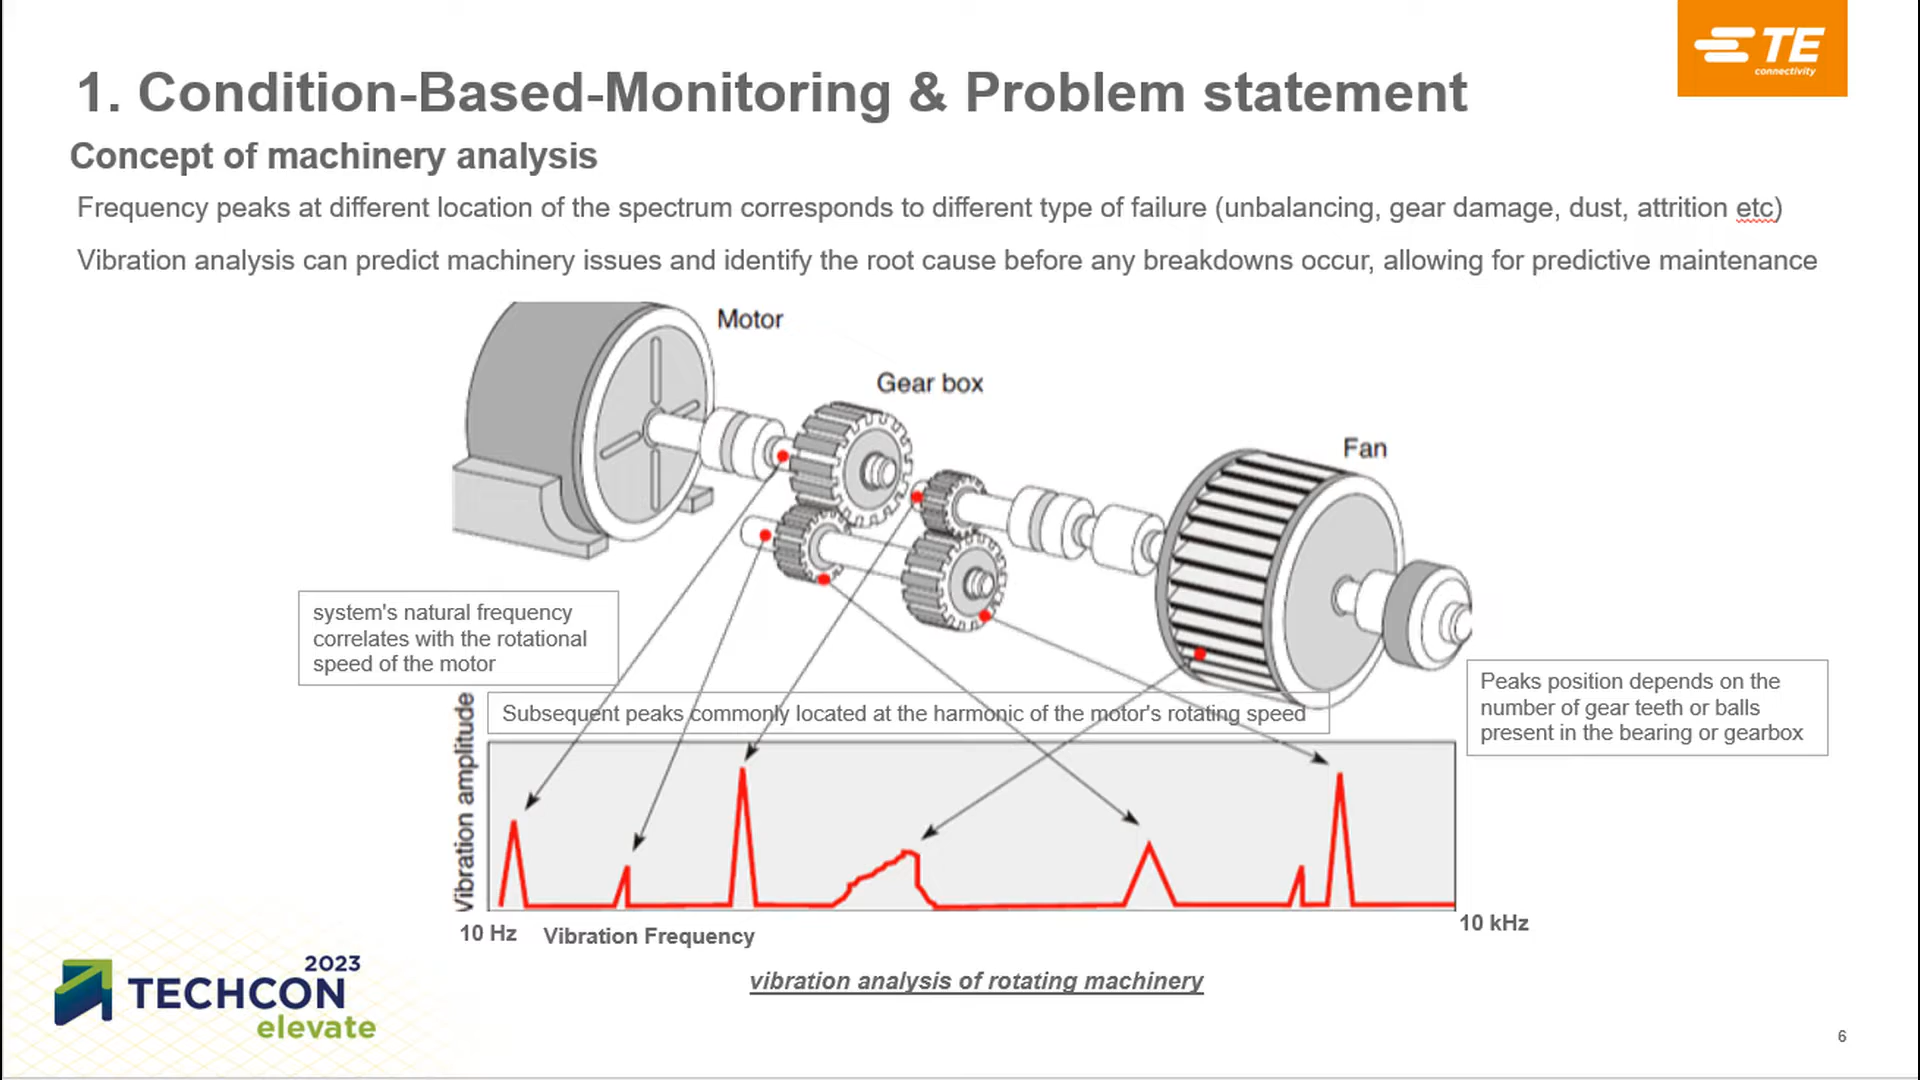 TE
connectivity
1. Condition-Based-Monitoring & Problem statement
Concept of machinery analysis
Frequency peaks at different location of the spectrum corresponds to different type of failure (unbalancing, gear damage, dust, attrition etc)
Vibration analysis can predict machinery issues and identify the root cause before any breakdowns occur, allowing for predictive maintenance
Motor
Gear box
Fan
system's natural frequency
correlates with the rotational
speed of the motor
Peaks position depends on the
number of gear teeth or balls
present in the bearing or gearbox
Subsequent peaks commonly located at the harmonic of the motor's rotating speed
Vibration amplitude
10 Hz
Vibration Frequency
10 kHz
vibration analysis of rotating machinery
2023
TECHCON
elevate
6